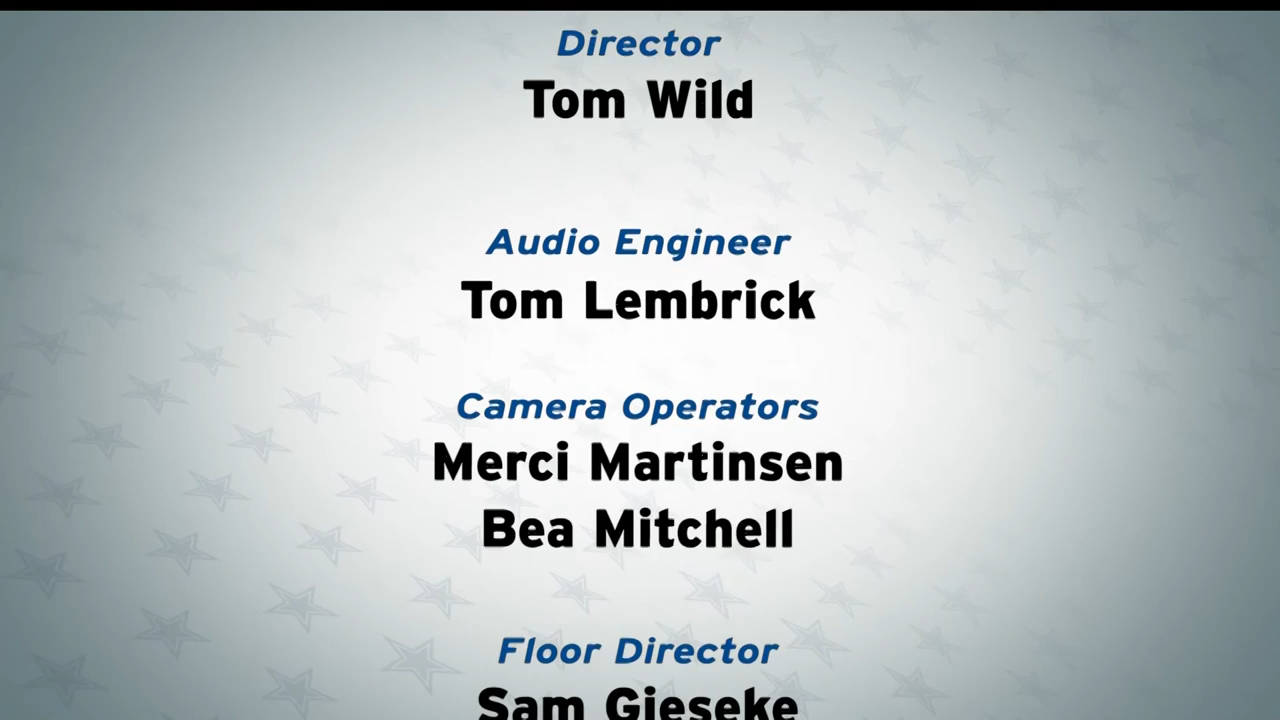 Director
Tom Wild
Audio Engineer
Tom Lembrick
Camera Operators
Merci Martinsen
Bea Mitchell
Floor Director
Sam Gieseke